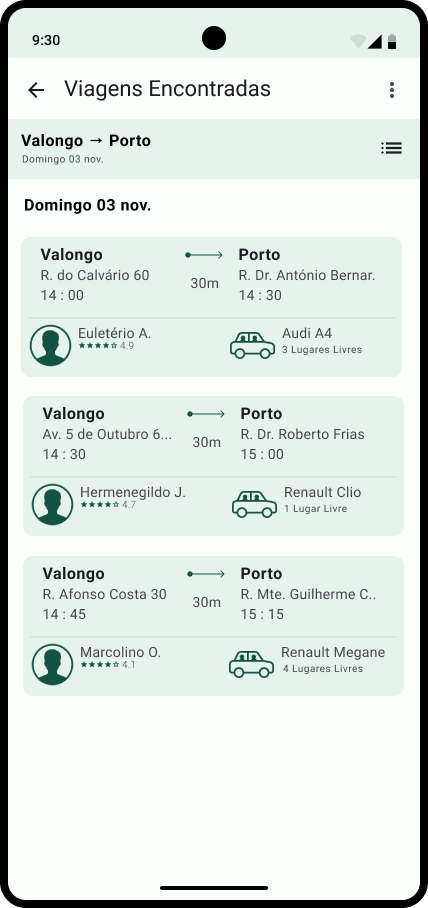 9:30
Viagens Encontradas
Valongo → Porto
Domingo 03 nov.
Domingo 03 nov.
Valongo Porto
R. do Calvário 60 30m R. Dr. António Bernar.
14 : 00 14 : 30
Euletério A. Audi A4
4.9 3 Lugares Livres
Valongo Porto
Av. 5 de Outubro 6... 30m R. Dr. Roberto Frias
14 : 30 15 : 00
Hermenegildo J. Renault Clio
4.7 1 Lugar Livre
Valongo Porto
R. Afonso Costa 30 30m R. Mte. Guilherme C..
14 : 45 15 : 15
Marcolino O. Renault Megane
4.1 4 Lugares Livres